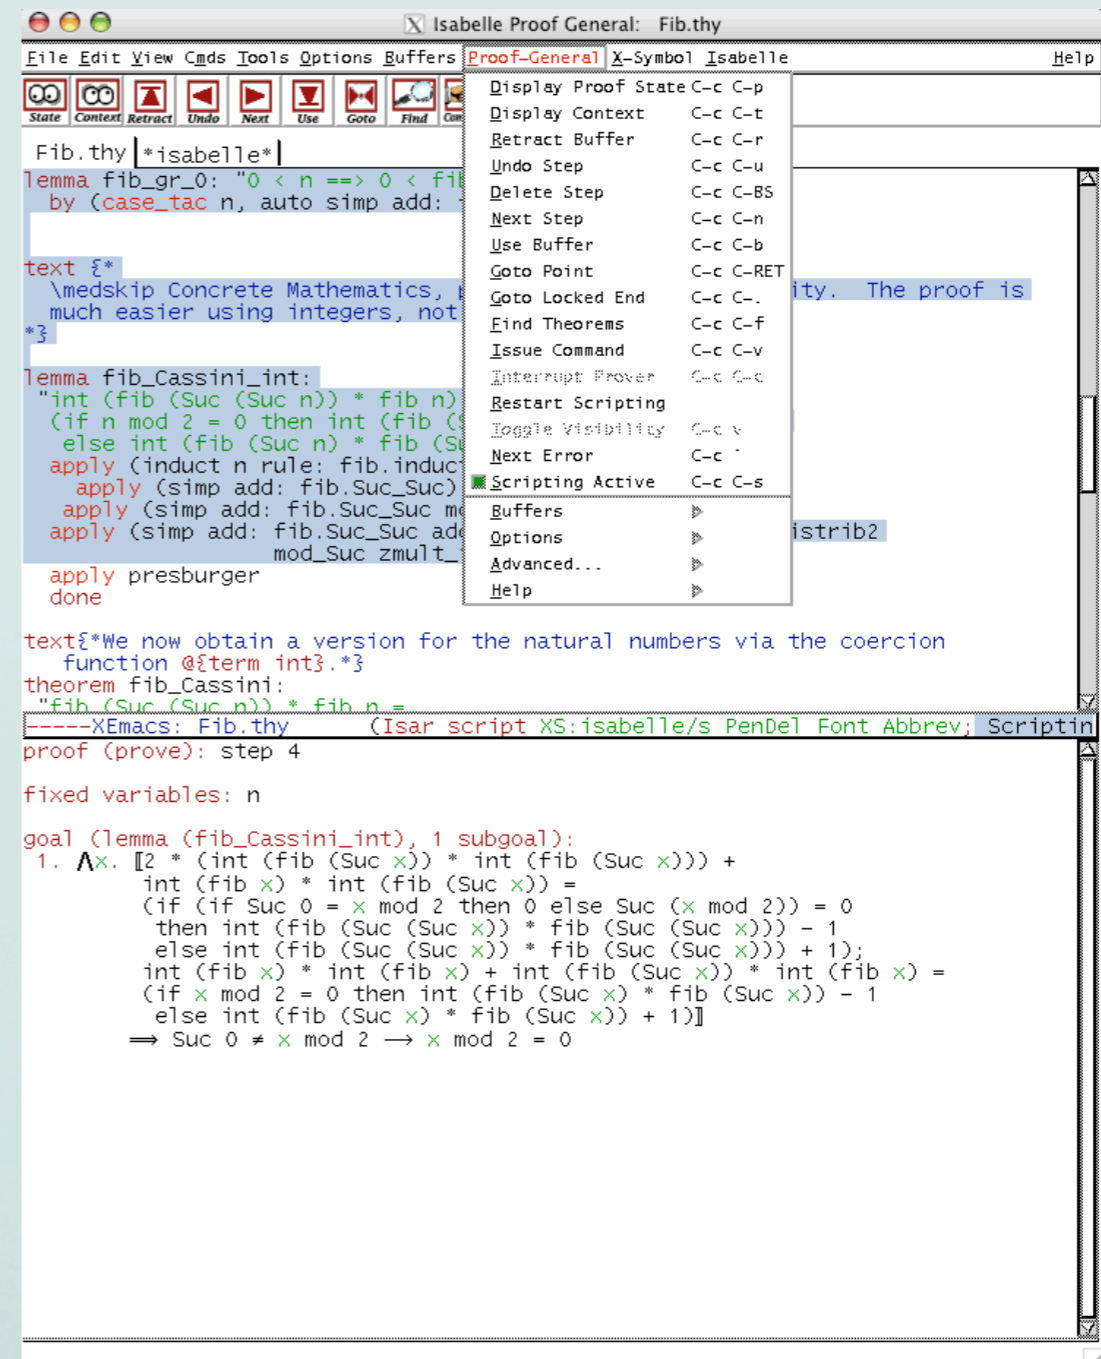 Isabelle Proof General: Fib.thy
File Edit View Cmds Tools Options Buffers Proof-General X-Symbol Isabelle Help
State Context Retract Undo Next Use Goto Find
Fib.thy *isabelle*
Display Proof State C-c C-p
Display Context C-c C-t
Retract Buffer C-c C-r
Undo Step C-c C-u
Delete Step C-c C-BS
Next Step C-c C-n
Use Buffer C-c C-b
Goto Point C-c C-RET
Goto Locked End C-c C-.
Find Theorems C-c C-f
Issue Command C-c C-v
Interrupt Prover C-c C-c
Restart Scripting
Toggle Visibility C-c v
Next Error C-c `
Scripting Active C-c C-s
Buffers
Options
Advanced...
Help
lemma fib_gr_0: "0 < n ==> 0 < fi
by (case_tac n, auto simp add:
text {*
\medskip Concrete Mathematics, ity. The proof is
much easier using integers, not
*}
lemma fib_Cassini_int:
"int (fib (Suc (Suc n)) * fib n)
(if n mod 2 = 0 then int (fib (
else int (fib (Suc n) * fib (Su
apply (induct n rule: fib.induc
apply (simp add: fib.Suc_Suc)
apply (simp add: fib.Suc_Suc m
apply (simp add: fib.Suc_Suc ad istrib2
mod_Suc zmult_
apply presburger
done
text{*We now obtain a version for the natural numbers via the coercion
function @{term int}.*}
theorem fib_Cassini:
"fib (Suc (Suc n)) * fib n =
-----XEmacs: Fib.thy (Isar script XS:isabelle/s PenDel Font Abbrev; Scriptin
proof (prove): step 4
fixed variables: n
goal (lemma (fib_Cassini_int), 1 subgoal):
1. ⋀x. ⟦2 * (int (fib (Suc x)) * int (fib (Suc x))) +
int (fib x) * int (fib (Suc x)) =
(if (if Suc 0 = x mod 2 then 0 else Suc (x mod 2)) = 0
then int (fib (Suc (Suc x)) * fib (Suc (Suc x))) - 1
else int (fib (Suc (Suc x)) * fib (Suc (Suc x))) + 1);
int (fib x) * int (fib x) + int (fib (Suc x)) * int (fib x) =
(if x mod 2 = 0 then int (fib (Suc x) * fib (Suc x)) - 1
else int (fib (Suc x) * fib (Suc x)) + 1)⟧
⟹ Suc 0 ≠ x mod 2 ⟶ x mod 2 = 0